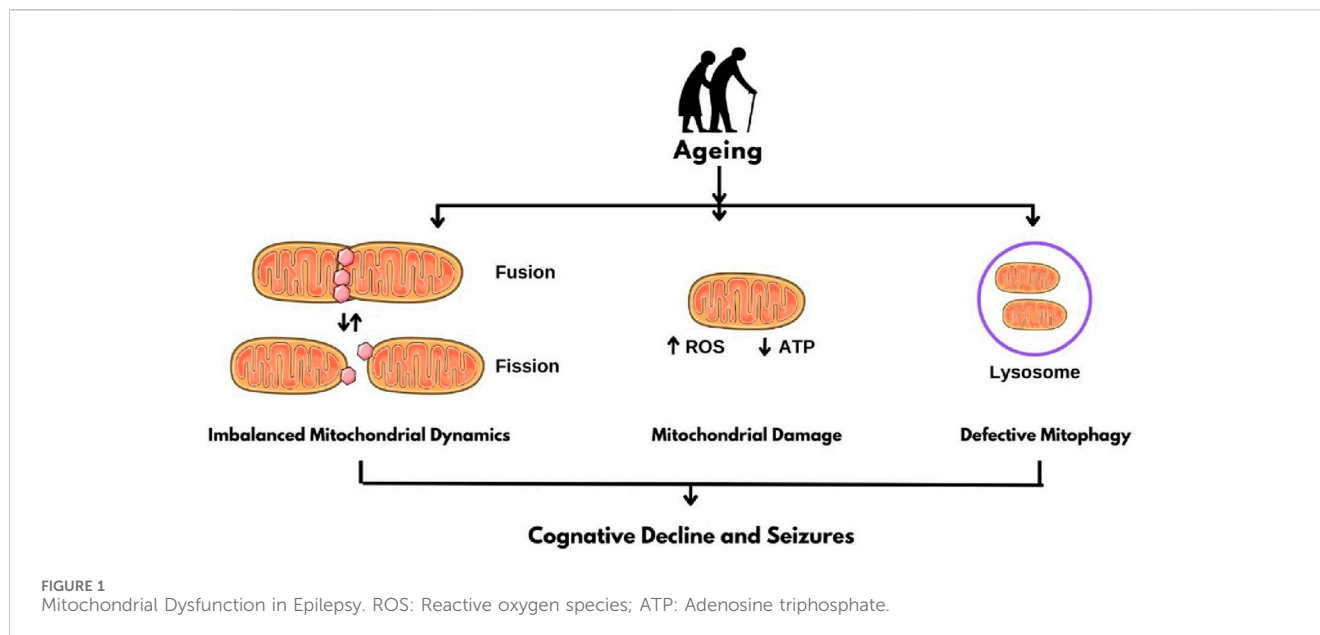 Ageing
Fusion
Fission
↑ ROS ↓ ATP
Lysosome
Imbalanced Mitochondrial Dynamics
Mitochondrial Damage
Defective Mitophagy
Cognative Decline and Seizures
FIGURE 1
Mitochondrial Dysfunction in Epilepsy. ROS: Reactive oxygen species; ATP: Adenosine triphosphate.